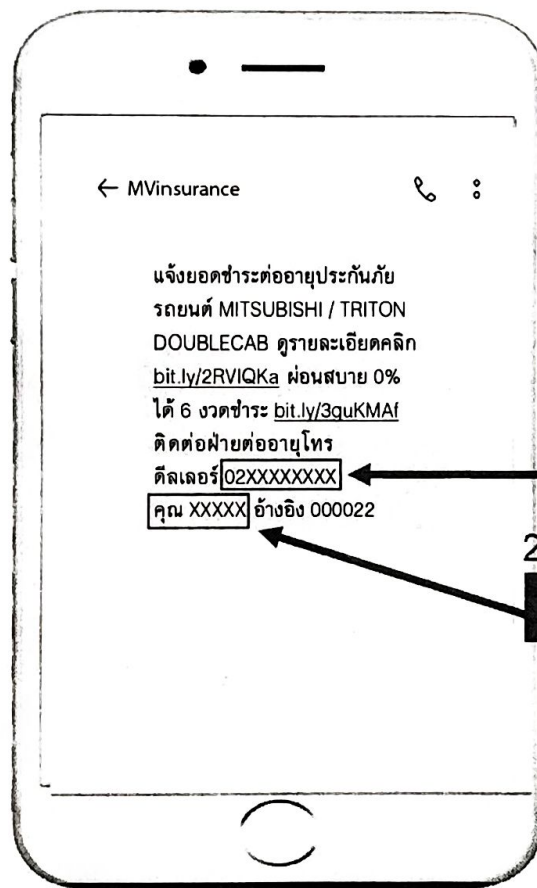 ← MVinsurance
แจ้งยอดชำระต่ออายุประกันภัย
รถยนต์ MITSUBISHI / TRITON
DOUBLECAB ดูรายละเอียดคลิก
bit.ly/2RVIQKa ผ่อนสบาย 0%
ได้ 6 งวดชำระ bit.ly/3quKMAf
ติดต่อฝ่ายต่ออายุโทร
ดีลเลอร์ 02XXXXXXXX
คุณ XXXXX อ้างอิง 000022
2